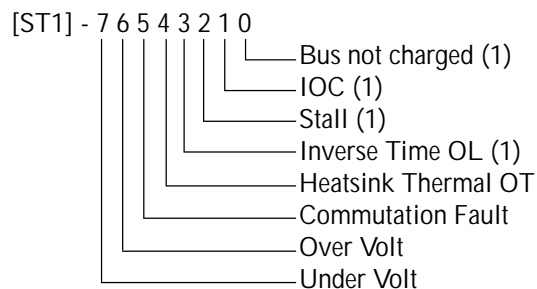 [ST1] - 7 6 5 4 3 2 1 0
Bus not charged (1)
IOC (1)
Stall (1)
Inverse Time OL (1)
Heatsink Thermal OT
Commutation Fault
Over Volt
Under Volt